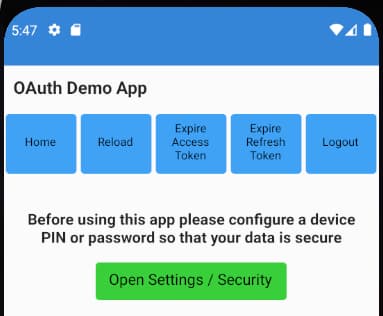 5:47
OAuth Demo App
Home
Reload
Expire
Access
Token
Expire
Refresh
Token
Logout
Before using this app please configure a device
PIN or password so that your data is secure
Open Settings / Security